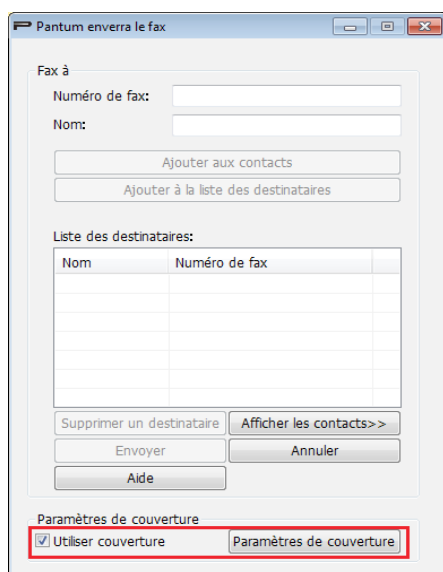 Pantum enverra le fax
Fax à
Numéro de fax:
Nom:
Ajouter aux contacts
Ajouter à la liste des destinataires
Liste des destinataires:
Nom Numéro de fax
Supprimer un destinataire Afficher les contacts>>
Envoyer Annuler
Aide
Paramètres de couverture
Utiliser couverture Paramètres de couverture